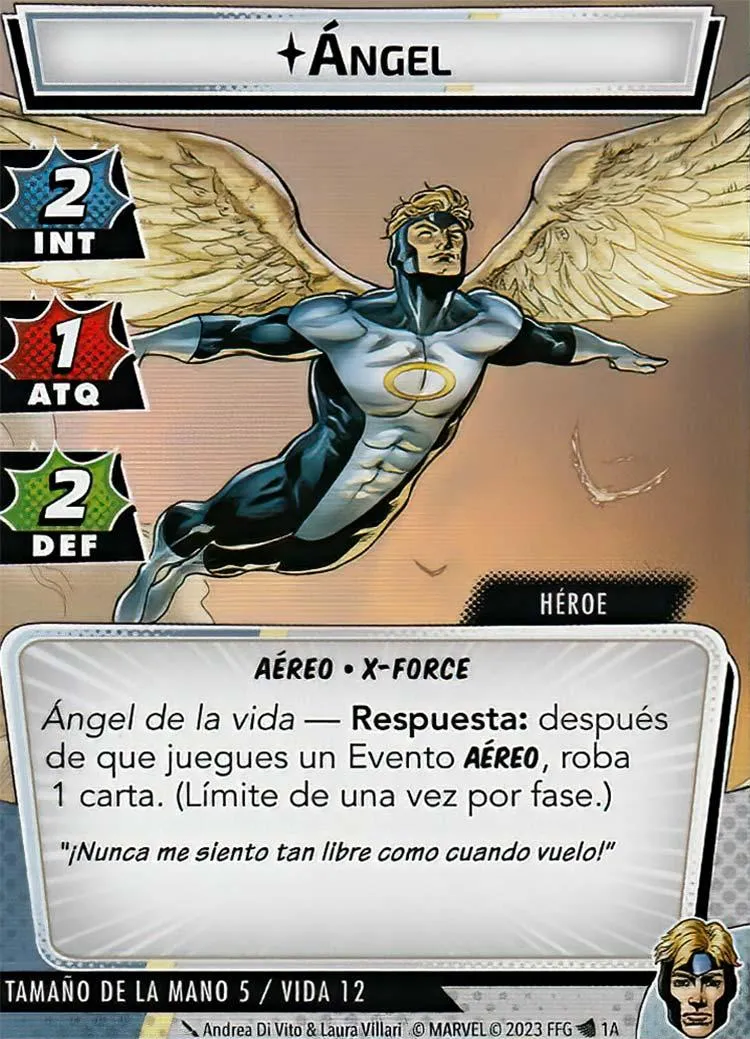 Ángel
2
INT
1
ATQ
2
DEF
HÉROE
AÉREO • X-FORCE
Ángel de la vida — Respuesta: después
de que juegues un Evento AÉREO, roba
1 carta. (Límite de una vez por fase.)
"¡Nunca me siento tan libre como cuando vuelo!"
TAMAÑO DE LA MANO 5 / VIDA 12
Andrea Di Vito & Laura Villari © MARVEL © 2023 FFG 1A